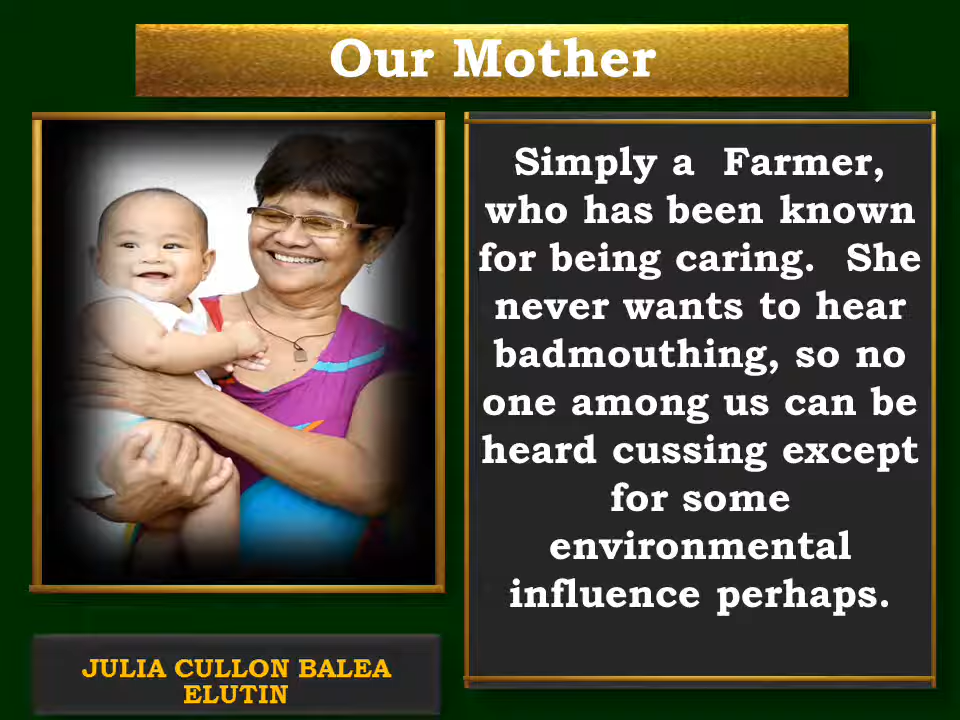 Our Mother
Simply a  Farmer,
who has been known
for being caring.  She
never wants to hear
badmouthing, so no
one among us can be
heard cussing except
for some
environmental
influence perhaps.
JULIA CULLON BALEA
ELUTIN